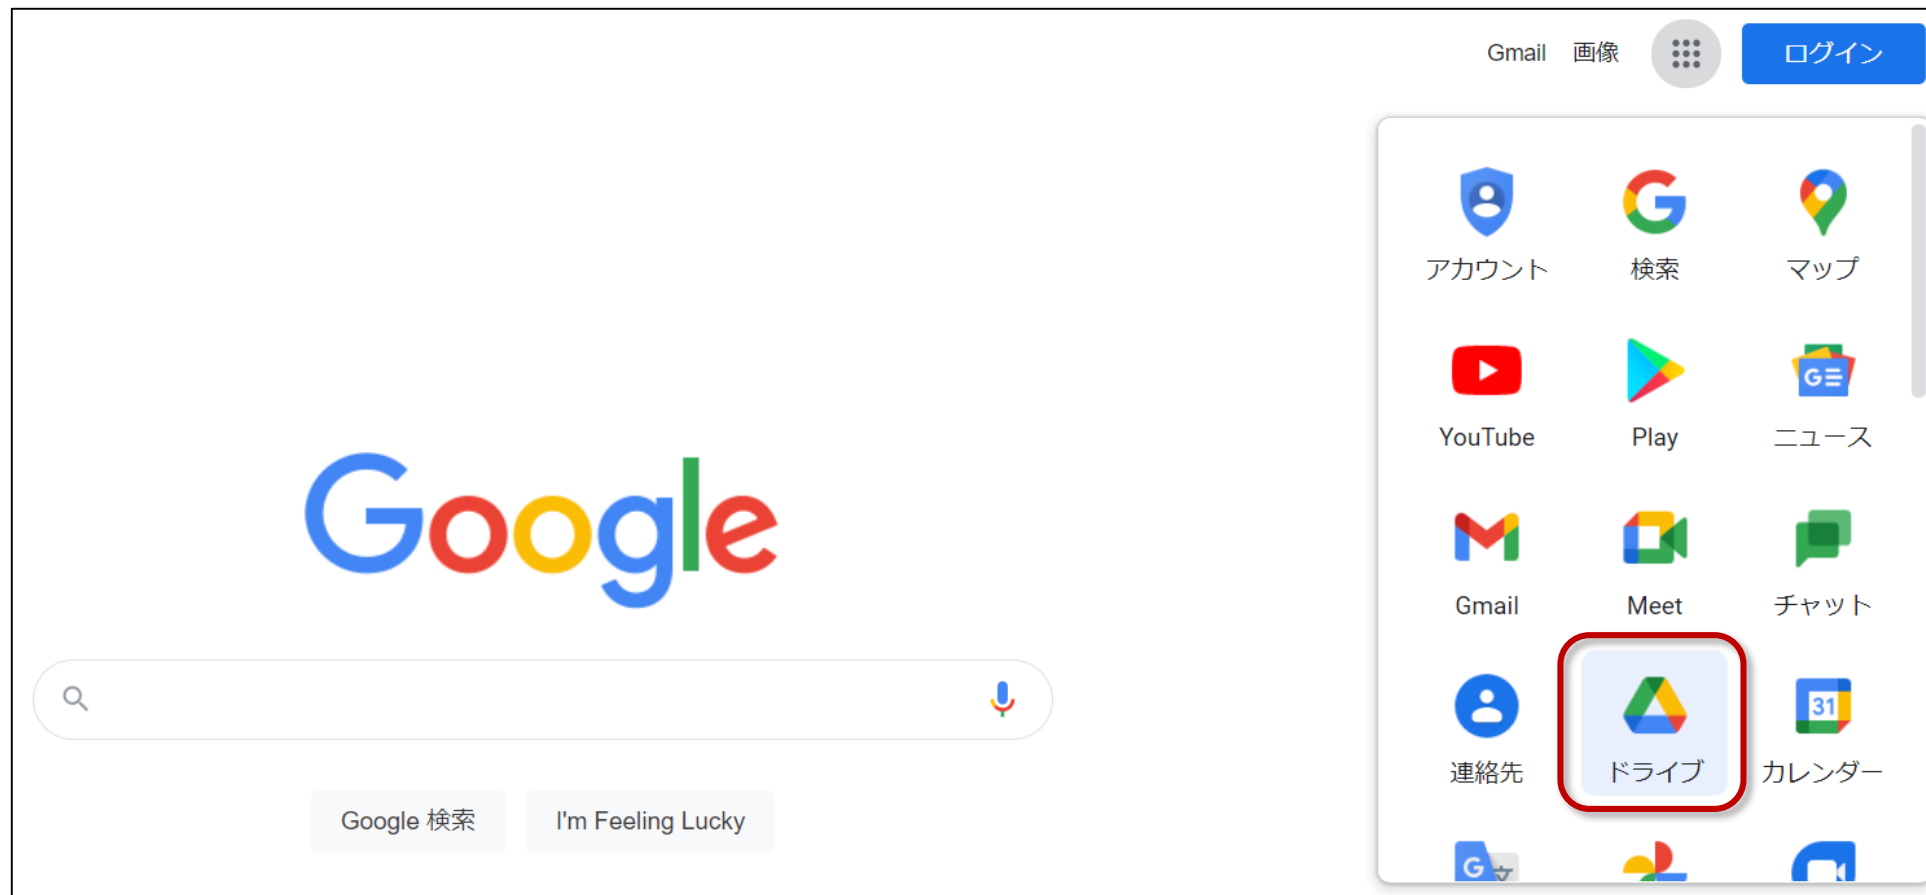 Gmail 画像 ログイン
アカウント 検索 マップ
G
YouTube Play ニュース
Google
Gmail Meet チャット
31
連絡先 ドライブ カレンダー
Google 検索 I'm Feeling Lucky
G 文